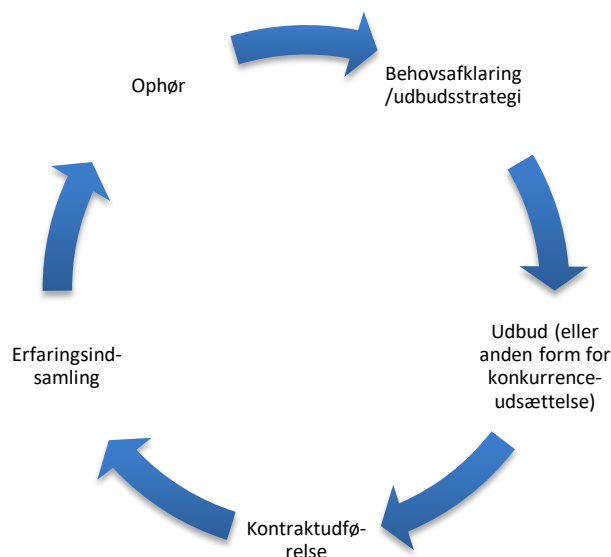 Ophør
Behovsafklaring
/udbudsstrategi
Udbud (eller
anden form for
konkurrence-
udsættelse)
Kontraktudfø-
relse
Erfaringsind-
samling